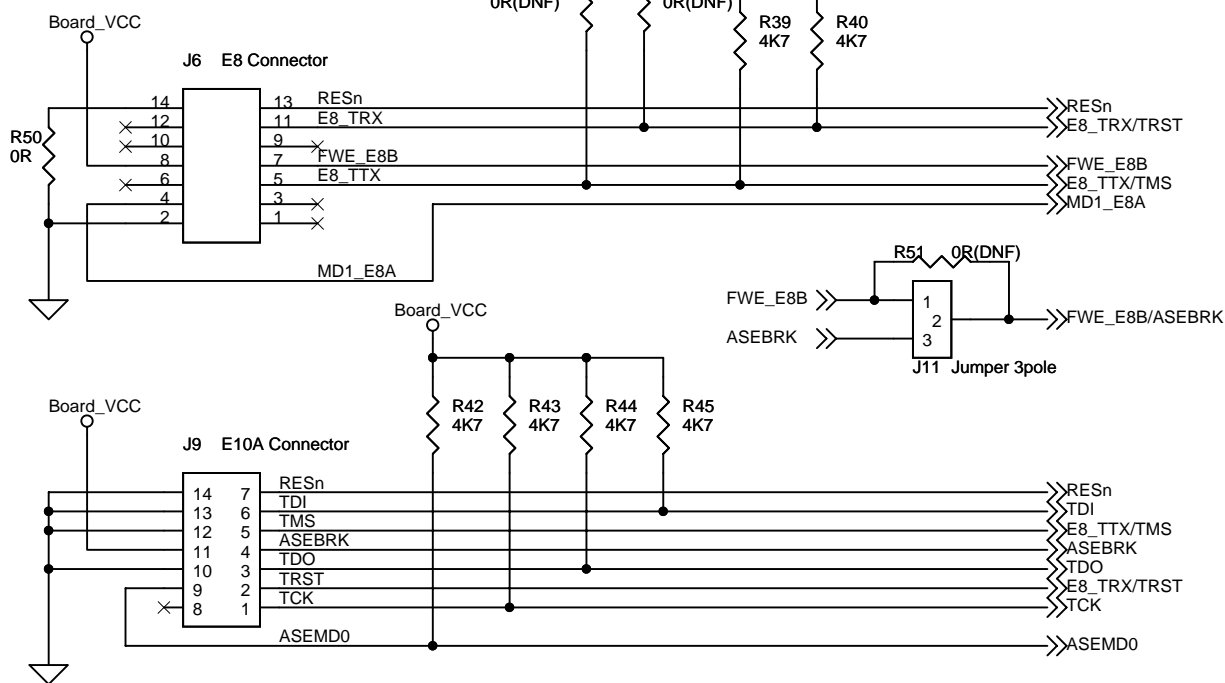 0R(DNF) 0R(DNF)
Board_VCC
R39 R40
4K7 4K7
J6 E8 Connector
14 13 RESn RESn
12 11 E8_TRX E8_TRX/TRST
R50
0R
10 9
8 7 FWE_E8B FWE_E8B
6 5 E8_TTX E8_TTX/TMS
4 3 MD1_E8A
2 1
MD1_E8A
R51 0R(DNF)
FWE_E8B 1
2 FWE_E8B/ASEBRK
ASEBRK 3
J11 Jumper 3pole
Board_VCC
R42 R43 R44 R45
4K7 4K7 4K7 4K7
Board_VCC
J9 E10A Connector
14 7 RESn RESn
13 6 TDI TDI
12 5 TMS E8_TTX/TMS
11 4 ASEBRK ASEBRK
10 3 TDO TDO
9 2 TRST E8_TRX/TRST
8 1 TCK TCK
ASEMD0 ASEMD0